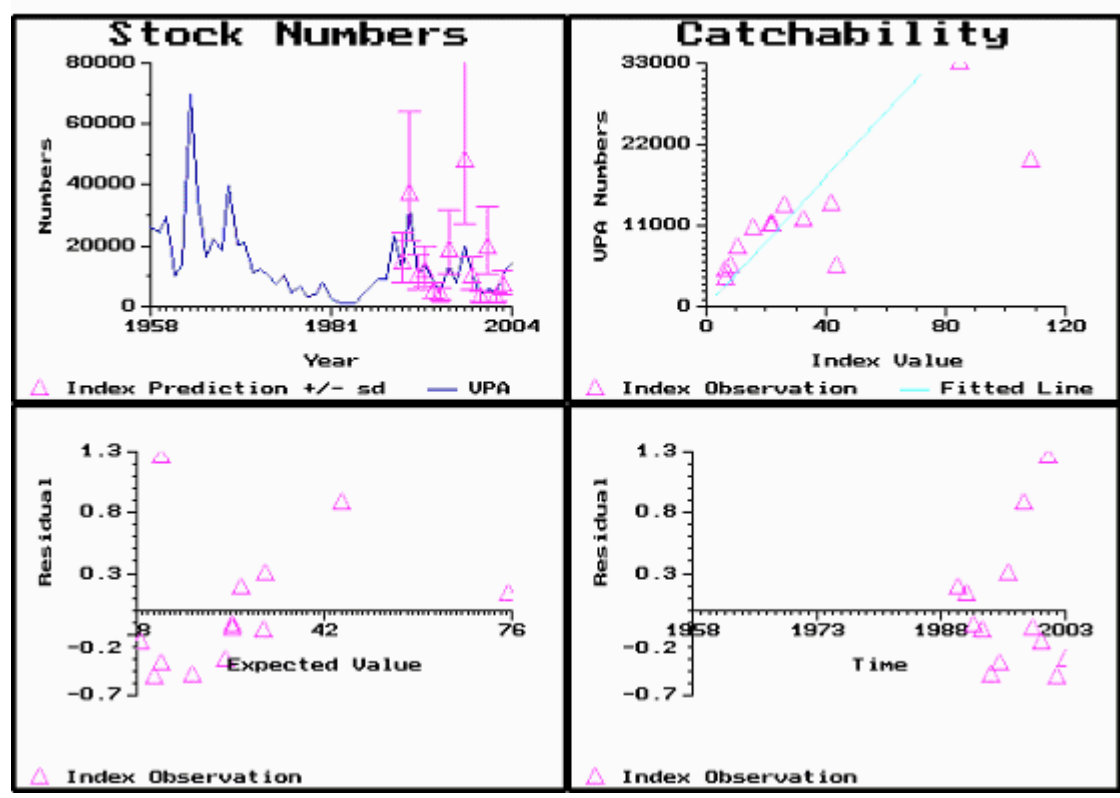 Stock Numbers
80000
60000
Numbers
40000
20000
0
1958 1981 2004
Year
Index Prediction +/- sd VPA
Catchability
33000
22000
VPA Numbers
11000
0
0 40 80 120
Index Value
Index Observation Fitted Line
1.3
Residual
0.8
0.3
8 42 76
-0.2
Expected Value
-0.7
Index Observation
1.3
Residual
0.8
0.3
1958 1973 1988 2003
-0.2
Time
-0.7
Index Observation